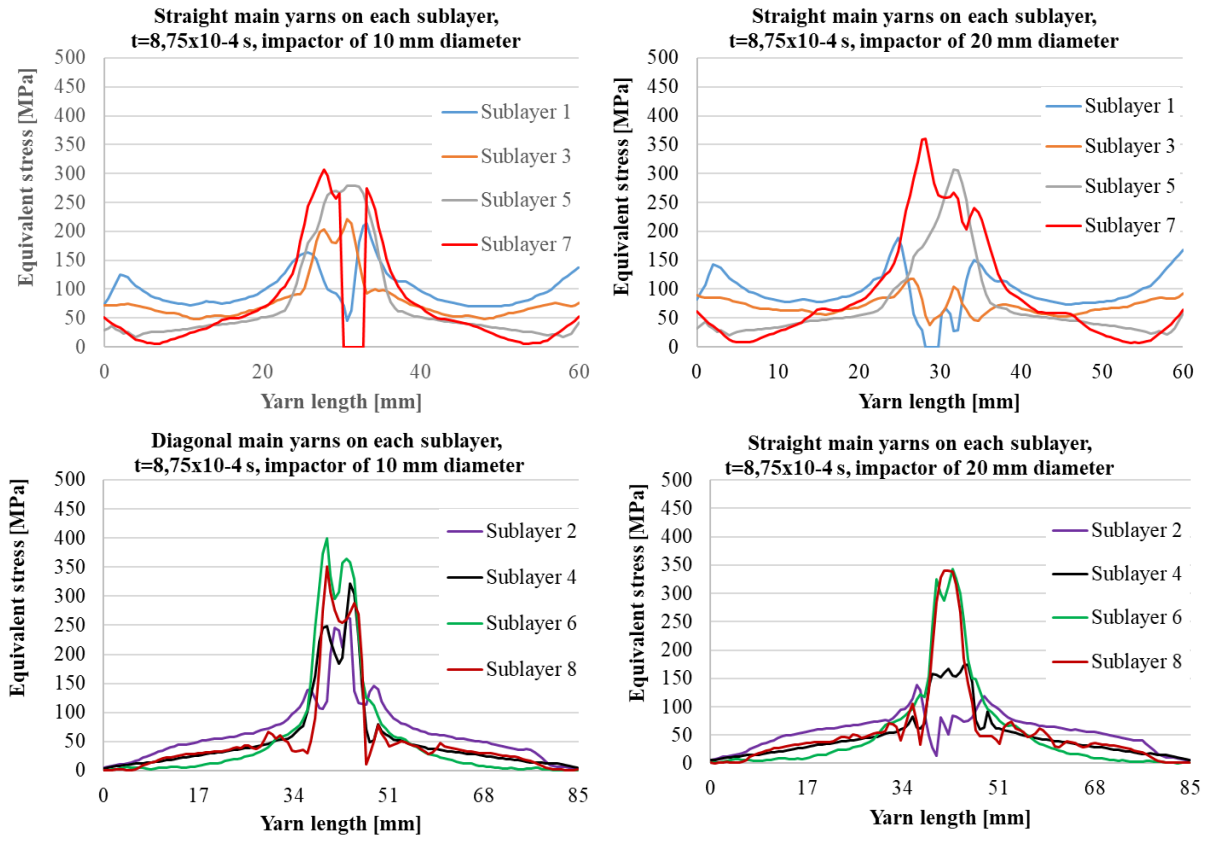 Straight main yarns on each sublayer,
t=8,75x10-4 s, impactor of 10 mm diameter
Equivalent stress [MPa]
500
450
400
350
300
250
200
150
100
50
0
Sublayer 1
Sublayer 3
Sublayer 5
Sublayer 7
0 20 40 60
Yarn length [mm]
Straight main yarns on each sublayer,
t=8,75x10-4 s, impactor of 20 mm diameter
Equivalent stress [MPa]
500
450
400
350
300
250
200
150
100
50
0
Sublayer 1
Sublayer 3
Sublayer 5
Sublayer 7
0 10 20 30 40 50 60
Yarn length [mm]
Diagonal main yarns on each sublayer,
t=8,75x10-4 s, impactor of 10 mm diameter
Equivalent stress [MPa]
500
450
400
350
300
250
200
150
100
50
0
Sublayer 2
Sublayer 4
Sublayer 6
Sublayer 8
0 17 34 51 68 85
Yarn length [mm]
Straight main yarns on each sublayer,
t=8,75x10-4 s, impactor of 20 mm diameter
Equivalent stress [MPa]
500
450
400
350
300
250
200
150
100
50
0
Sublayer 2
Sublayer 4
Sublayer 6
Sublayer 8
0 17 34 51 68 85
Yarn length [mm]